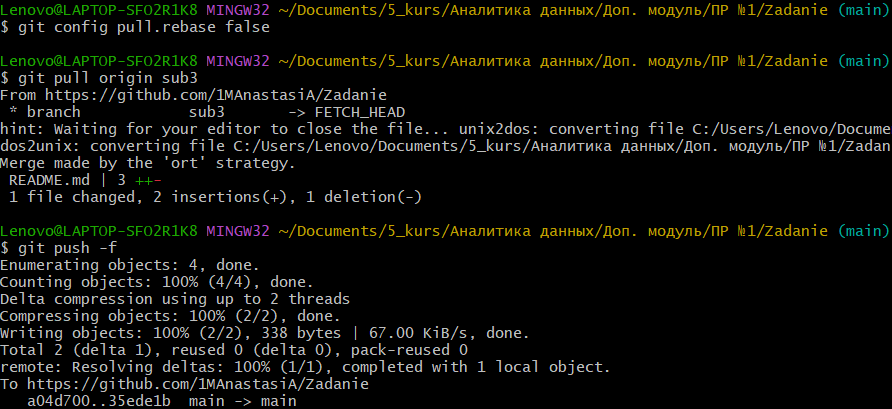 Lenovo@LAPTOP-SFO2R1K8 MINGW32 ~/Documents/5_kurs/Аналитика данных/Доп. модуль/ПР №1/Zadanie (main)
$ git config pull.rebase false
Lenovo@LAPTOP-SFO2R1K8 MINGW32 ~/Documents/5_kurs/Аналитика данных/Доп. модуль/ПР №1/Zadanie (main)
$ git pull origin sub3
From https://github.com/1MAnastasiA/Zadanie
 * branch            sub3       -> FETCH_HEAD
hint: Waiting for your editor to close the file... unix2dos: converting file C:/Users/Lenovo/Docume
dos2unix: converting file C:/Users/Lenovo/Documents/5_kurs/Аналитика данных/Доп. модуль/ПР №1/Zadan
Merge made by the 'ort' strategy.
 README.md | 3 ++-
 1 file changed, 2 insertions(+), 1 deletion(-)
Lenovo@LAPTOP-SFO2R1K8 MINGW32 ~/Documents/5_kurs/Аналитика данных/Доп. модуль/ПР №1/Zadanie (main)
$ git push -f
Enumerating objects: 4, done.
Counting objects: 100% (4/4), done.
Delta compression using up to 2 threads
Compressing objects: 100% (2/2), done.
Writing objects: 100% (2/2), 338 bytes | 67.00 KiB/s, done.
Total 2 (delta 1), reused 0 (delta 0), pack-reused 0
remote: Resolving deltas: 100% (1/1), completed with 1 local object.
To https://github.com/1MAnastasiA/Zadanie
   a04d700..35ede1b  main -> main